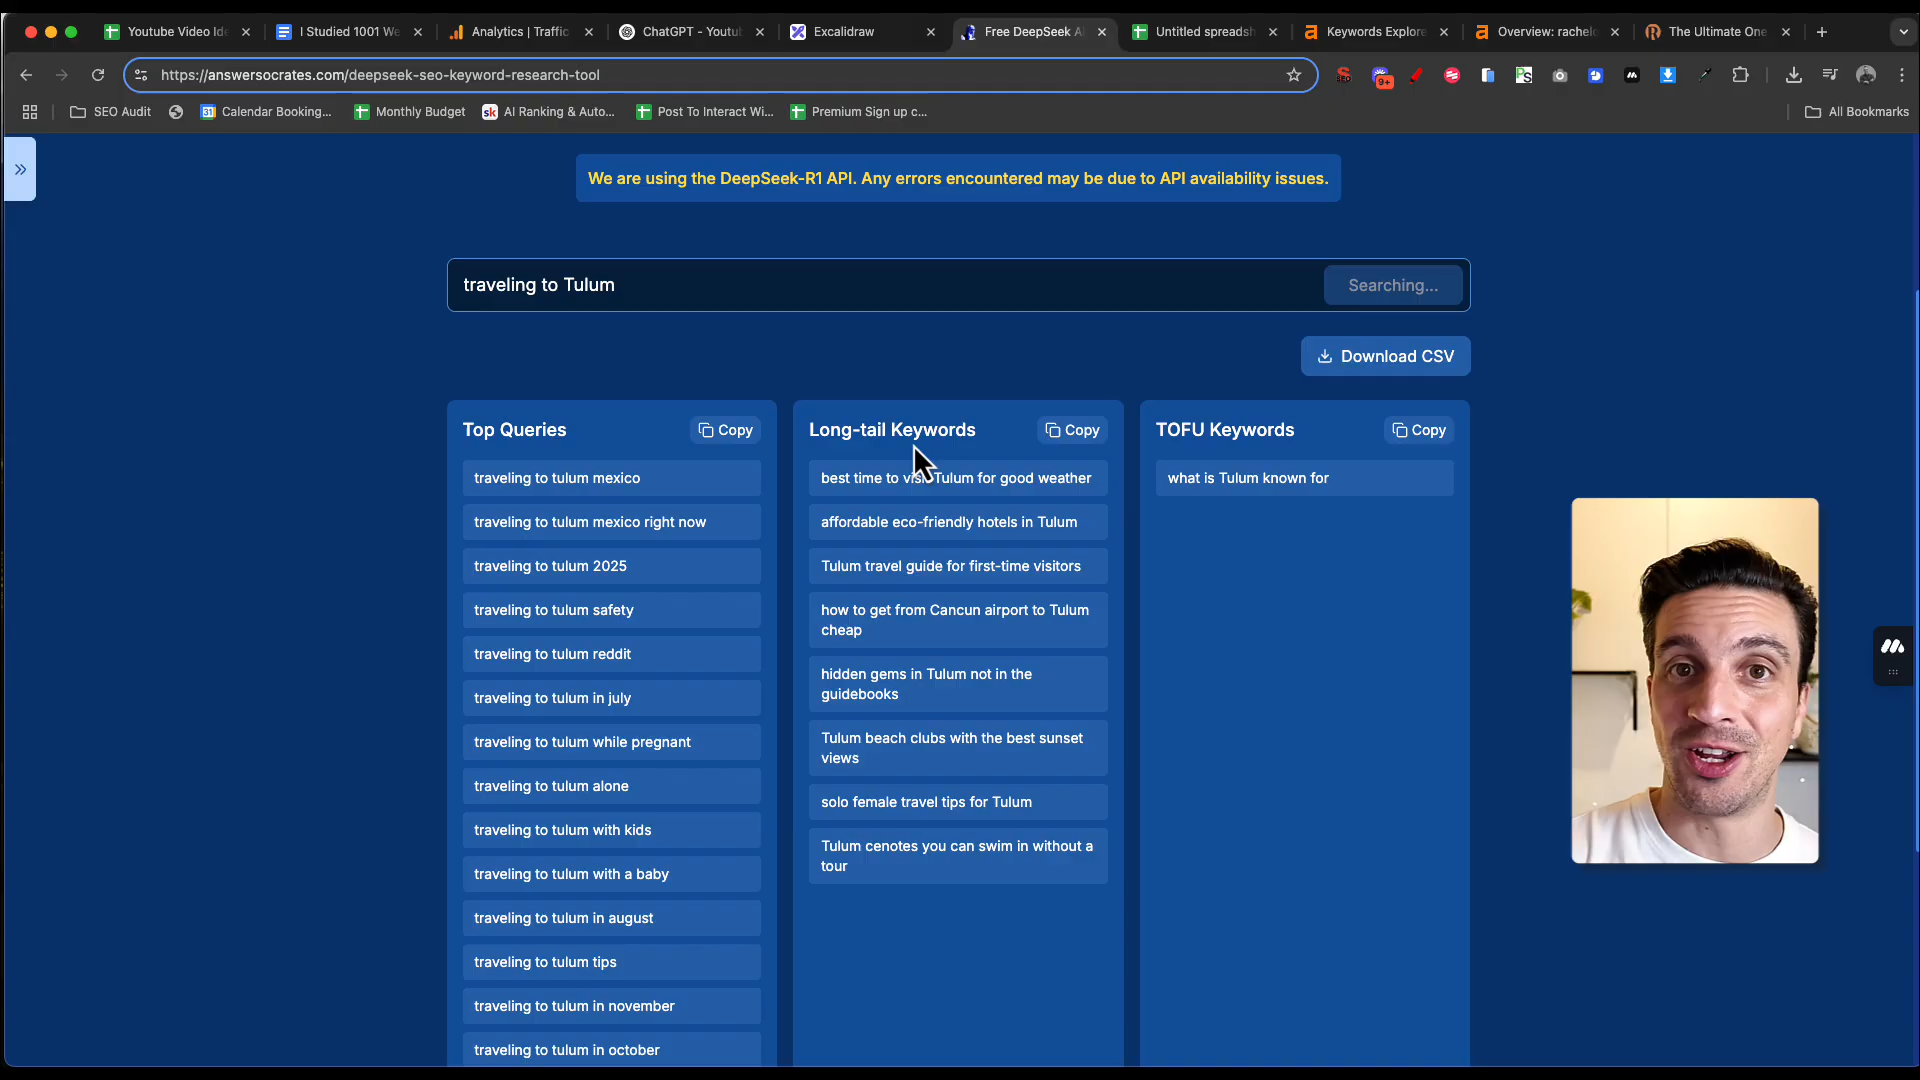 Youtube Video Id
I Studied 1001 We
Analytics | Traffic
ChatGPT - Youtu
Excalidraw
Free DeepSeek A
Untitled spreadsh
Keywords Explore
Overview: rachelo
The Ultimate One
https://answersocrates.com/deepseek-seo-keyword-research-tool
9+
SEO Audit
31
Calendar Booking...
Monthly Budget
sk
AI Ranking & Auto...
Post To Interact Wi...
Premium Sign up c...
All Bookmarks
We are using the DeepSeek-R1 API. Any errors encountered may be due to API availability issues.
traveling to Tulum
Searching...
Download CSV
Top Queries
Copy
traveling to tulum mexico
traveling to tulum mexico right now
traveling to tulum 2025
traveling to tulum safety
traveling to tulum reddit
traveling to tulum in july
traveling to tulum while pregnant
traveling to tulum alone
traveling to tulum with kids
traveling to tulum with a baby
traveling to tulum in august
traveling to tulum tips
traveling to tulum in november
traveling to tulum in october
Long-tail Keywords
Copy
best time to visit Tulum for good weather
affordable eco-friendly hotels in Tulum
Tulum travel guide for first-time visitors
how to get from Cancun airport to Tulum
cheap
hidden gems in Tulum not in the
guidebooks
Tulum beach clubs with the best sunset
views
solo female travel tips for Tulum
Tulum cenotes you can swim in without a
tour
TOFU Keywords
Copy
what is Tulum known for